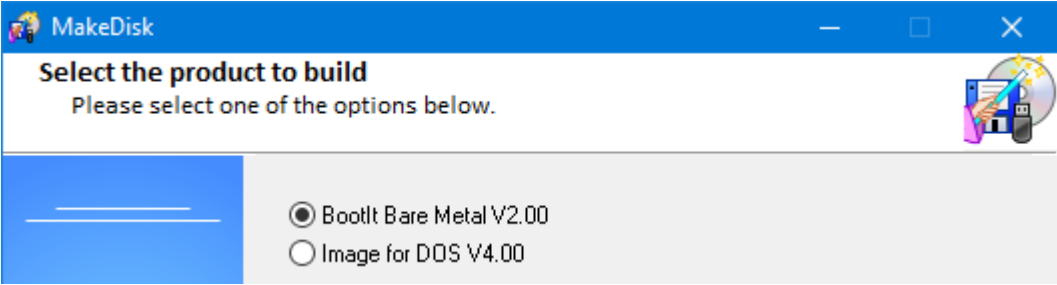 MakeDisk
Select the product to build
Please select one of the options below.
BootIt Bare Metal V2.00
Image for DOS V4.00